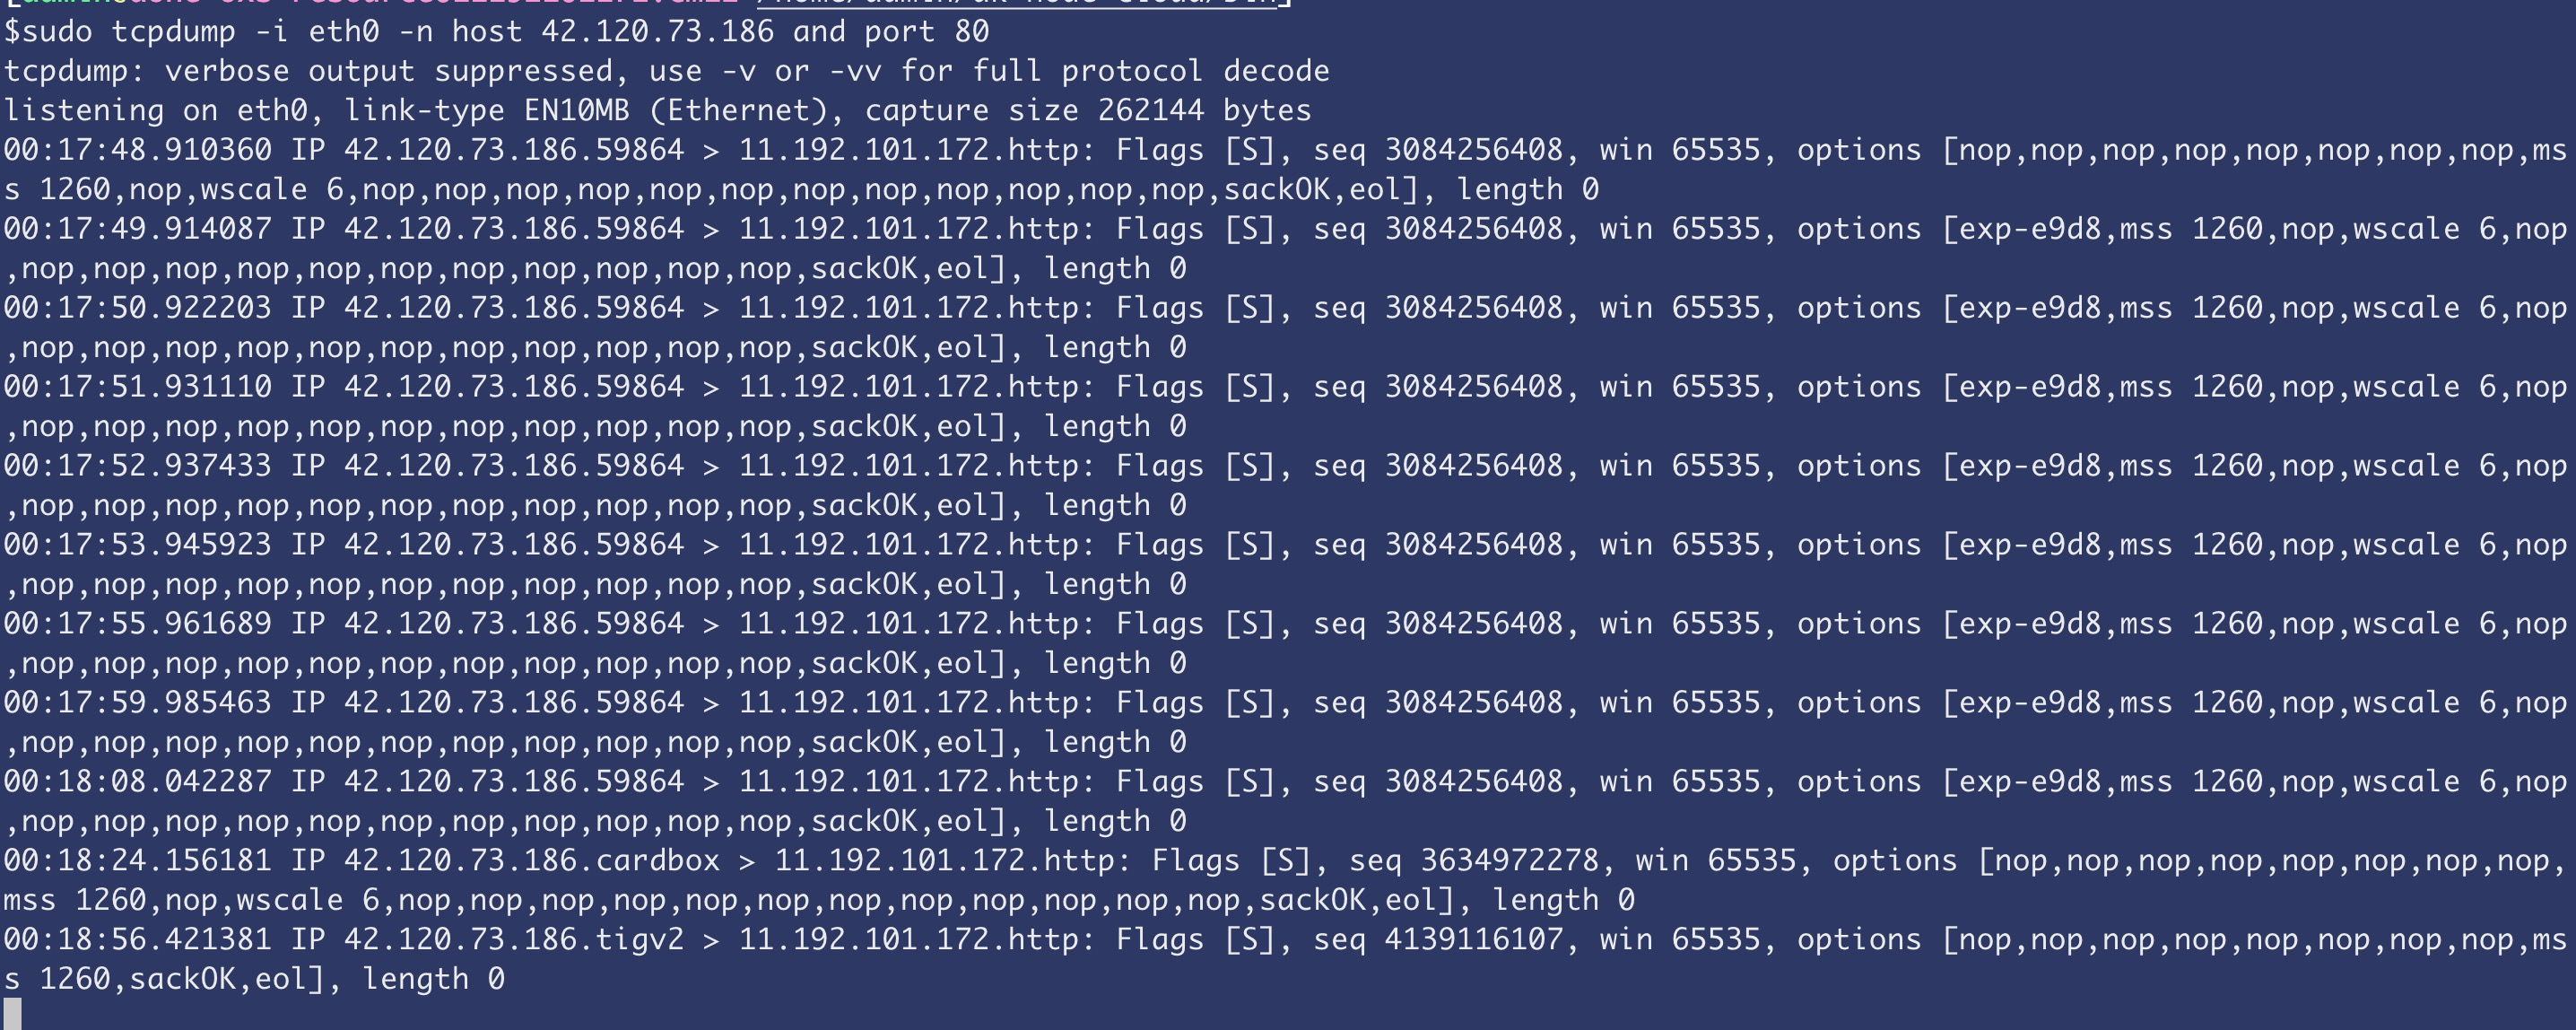 $sudo tcpdump -i eth0 -n host 42.120.73.186 and port 80
tcpdump: verbose output suppressed, use -v or -vv for full protocol decode
listening on eth0, link-type EN10MB (Ethernet), capture size 262144 bytes
00:17:48.910360 IP 42.120.73.186.59864 > 11.192.101.172.http: Flags [S], seq 3084256408, win 65535, options [nop,nop,nop,nop,nop,nop,nop,nop,ms
s 1260,nop,wscale 6,nop,nop,nop,nop,nop,nop,nop,nop,nop,nop,nop,nop,sackOK,eol], length 0
00:17:49.914087 IP 42.120.73.186.59864 > 11.192.101.172.http: Flags [S], seq 3084256408, win 65535, options [exp-e9d8,mss 1260,nop,wscale 6,nop
,nop,nop,nop,nop,nop,nop,nop,nop,nop,nop,nop,sackOK,eol], length 0
00:17:50.922203 IP 42.120.73.186.59864 > 11.192.101.172.http: Flags [S], seq 3084256408, win 65535, options [exp-e9d8,mss 1260,nop,wscale 6,nop
,nop,nop,nop,nop,nop,nop,nop,nop,nop,nop,nop,sackOK,eol], length 0
00:17:51.931110 IP 42.120.73.186.59864 > 11.192.101.172.http: Flags [S], seq 3084256408, win 65535, options [exp-e9d8,mss 1260,nop,wscale 6,nop
,nop,nop,nop,nop,nop,nop,nop,nop,nop,nop,nop,sackOK,eol], length 0
00:17:52.937433 IP 42.120.73.186.59864 > 11.192.101.172.http: Flags [S], seq 3084256408, win 65535, options [exp-e9d8,mss 1260,nop,wscale 6,nop
,nop,nop,nop,nop,nop,nop,nop,nop,nop,nop,nop,sackOK,eol], length 0
00:17:53.945923 IP 42.120.73.186.59864 > 11.192.101.172.http: Flags [S], seq 3084256408, win 65535, options [exp-e9d8,mss 1260,nop,wscale 6,nop
,nop,nop,nop,nop,nop,nop,nop,nop,nop,nop,nop,sackOK,eol], length 0
00:17:55.961689 IP 42.120.73.186.59864 > 11.192.101.172.http: Flags [S], seq 3084256408, win 65535, options [exp-e9d8,mss 1260,nop,wscale 6,nop
,nop,nop,nop,nop,nop,nop,nop,nop,nop,nop,nop,sackOK,eol], length 0
00:17:59.985463 IP 42.120.73.186.59864 > 11.192.101.172.http: Flags [S], seq 3084256408, win 65535, options [exp-e9d8,mss 1260,nop,wscale 6,nop
,nop,nop,nop,nop,nop,nop,nop,nop,nop,nop,nop,sackOK,eol], length 0
00:18:08.042287 IP 42.120.73.186.59864 > 11.192.101.172.http: Flags [S], seq 3084256408, win 65535, options [exp-e9d8,mss 1260,nop,wscale 6,nop
,nop,nop,nop,nop,nop,nop,nop,nop,nop,nop,nop,sackOK,eol], length 0
00:18:24.156181 IP 42.120.73.186.cardbox > 11.192.101.172.http: Flags [S], seq 3634972278, win 65535, options [nop,nop,nop,nop,nop,nop,nop,nop,
mss 1260,nop,wscale 6,nop,nop,nop,nop,nop,nop,nop,nop,nop,nop,nop,nop,sackOK,eol], length 0
00:18:56.421381 IP 42.120.73.186.tigv2 > 11.192.101.172.http: Flags [S], seq 4139116107, win 65535, options [nop,nop,nop,nop,nop,nop,nop,nop,ms
s 1260,sackOK,eol], length 0